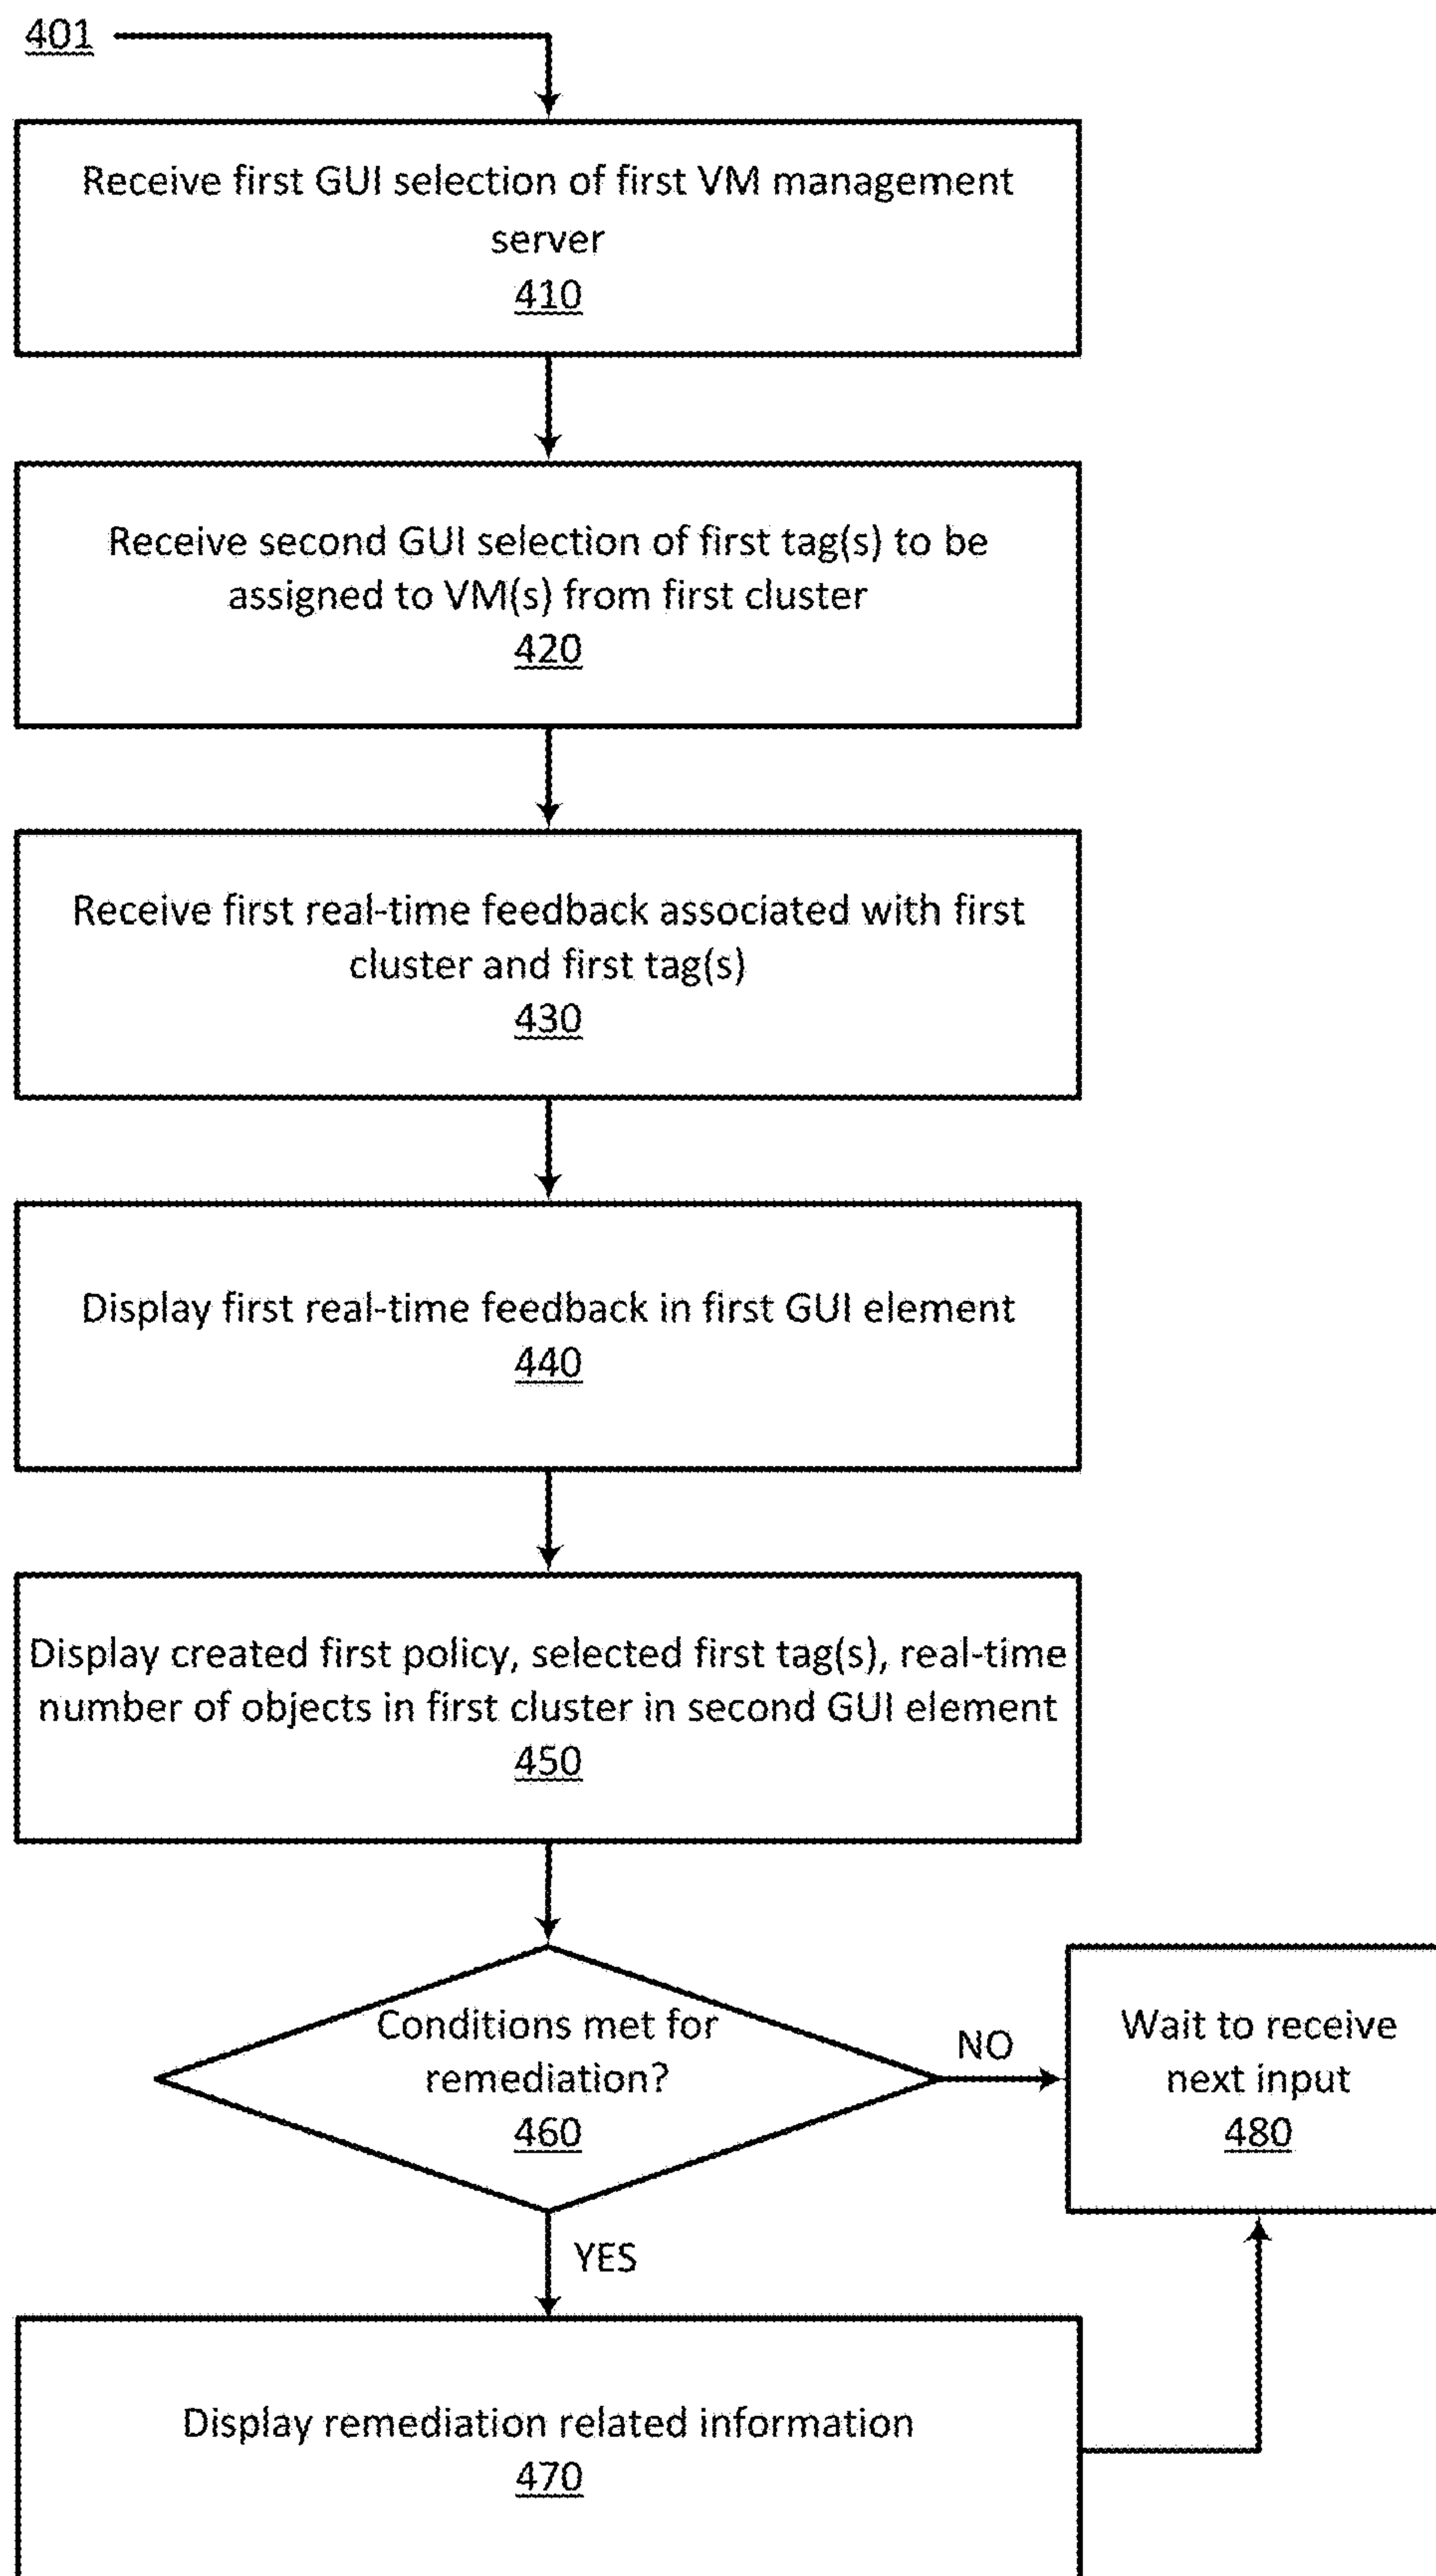 401
Receive first GUI selection of first VM management
server
410
Receive second GUI selection of first tag(s) to be
assigned to VM(s) from first cluster
420
Receive first real-time feedback associated with first
cluster and first tag(s)
430
Display first real-time feedback in first GUI element
440
Display created first policy, selected first tag(s), real-time
number of objects in first cluster in second GUI element
450
Conditions met for
remediation?
460
NO
Wait to receive
next input
480
YES
Display remediation related information
470